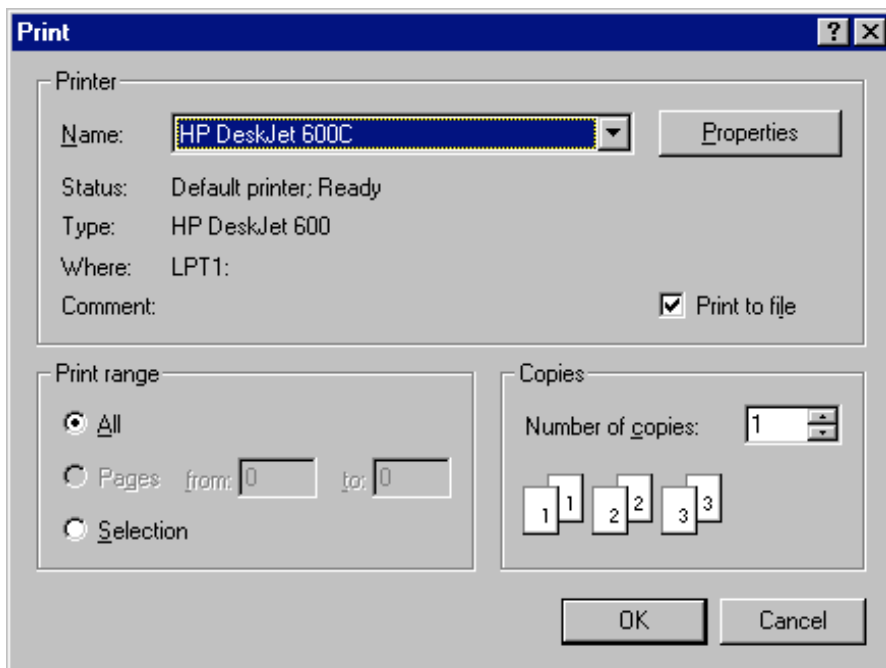 Print
Printer
Name: HP DeskJet 600C Properties
Status: Default printer; Ready
Type: HP DeskJet 600
Where: LPT1:
Comment: Print to file
Print range
All
Pages from: 0 to: 0
Selection
Copies
Number of copies: 1
1 1 2 2 3 3
OK Cancel